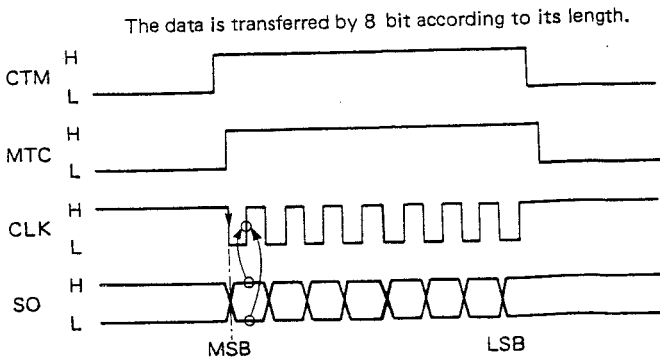 The data is transferred by 8 bit according to its length.
H
CTM
L
H
MTC
L
H
CLK
L
H
SO
L
MSB
LSB